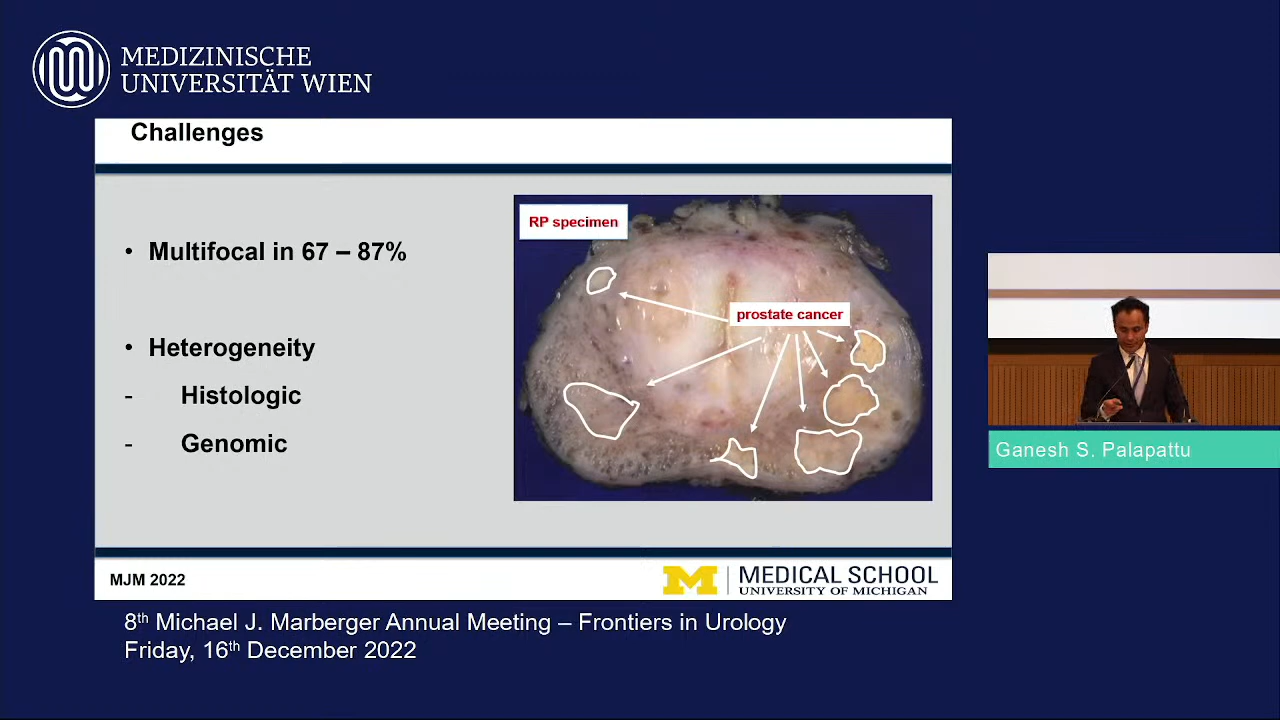 MEDIZINISCHE
UNIVERSITÄT WIEN
Challenges
• Multifocal in 67 – 87%
• Heterogeneity
- Histologic
- Genomic
RP specimen
prostate cancer
MJM 2022
M
MEDICAL SCHOOL
UNIVERSITY OF MICHIGAN
Ganesh S. Palapattu
8th Michael J. Marberger Annual Meeting – Frontiers in Urology
Friday, 16th December 2022